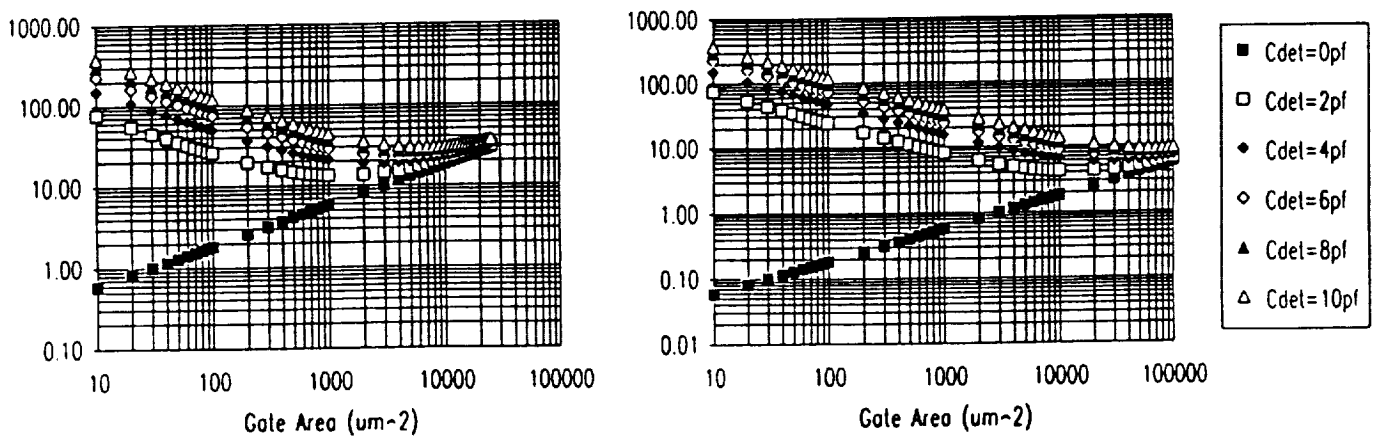 1000.00
100.00
10.00
1.00
0.10
10 100 1000 10000 100000
Gate Area (um~2)
1000.00
100.00
10.00
1.00
0.10
0.01
10 100 1000 10000 100000
Gate Area (um~2)
Cdet=0pf
Cdet=2pf
Cdet=4pf
Cdet=6pf
Cdet=8pf
Cdet=10pf